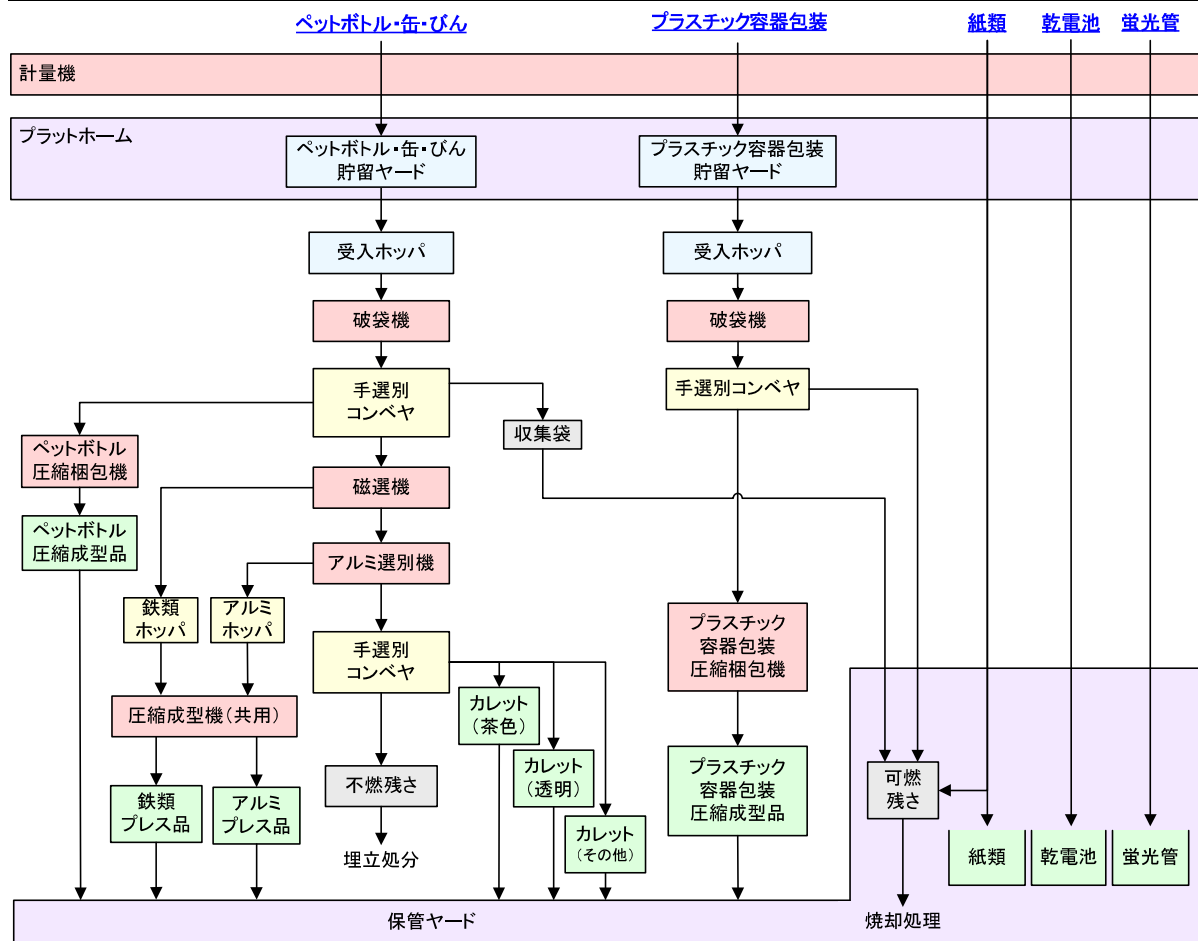 ペットボトル・缶・びん
プラスチック容器包装
紙類
乾電池
蛍光管
計量機
プラットホーム
ペットボトル・缶・びん
貯留ヤード
プラスチック容器包装
貯留ヤード
受入ホッパ
受入ホッパ
破袋機
破袋機
手選別
コンベヤ
手選別コンベヤ
収集袋
ペットボトル
圧縮梱包機
磁選機
ペットボトル
圧縮成型品
アルミ選別機
鉄類
ホッパ
アルミ
ホッパ
手選別
コンベヤ
プラスチック
容器包装
圧縮梱包機
カレット
（茶色）
圧縮成型機（共用）
カレット
（透明）
プラスチック
容器包装
圧縮成型品
不燃残さ
可燃
残さ
鉄類
プレス品
アルミ
プレス品
カレット
（その他）
埋立処分
紙類
乾電池
蛍光管
保管ヤード
焼却処理